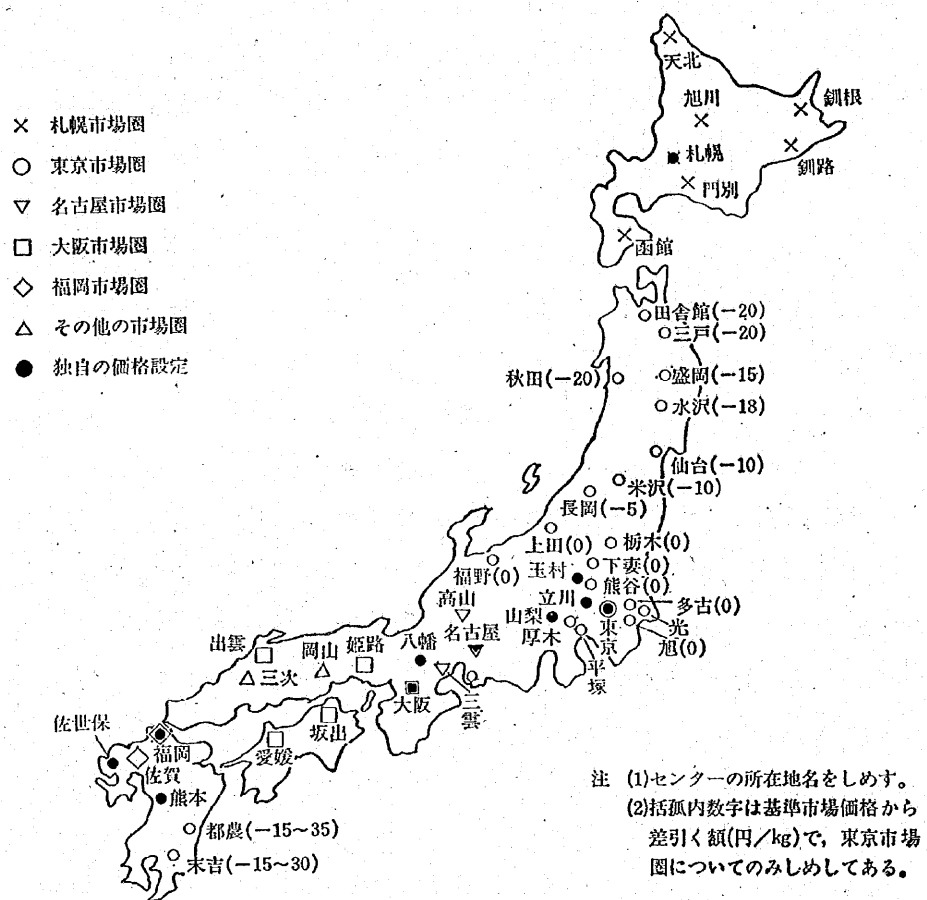 × 札幌市場圏
○ 東京市場圏
▽ 名古屋市場圏
□ 大阪市場圏
◇ 福岡市場圏
△ その他の市場圏
● 独自の価格設定
天北
旭川
釧根
札幌
釧路
門別
函館
田舎館(-20)
三戸(-20)
秋田(-20)
盛岡(-15)
水沢(-18)
仙台(-10)
米沢(-10)
長岡(-5)
上田(0)
栃木(0)
福野(0)
玉村
下妻(0)
熊谷(0)
高山
立川
多古(0)
山梨
厚木
東京
光
旭(0)
平塚
出雲
岡山
姫路
八幡
名古屋
三次
大阪
三雲
佐世保
坂出
福岡
愛媛
佐賀
熊本
都農(-15~35)
末吉(-15~30)
注 (1)センターの所在地名をしめす。
(2)括孤内数字は基準市場価格から
差引く額(円/kg)で,東京市場
圏についてのみしめしてある。